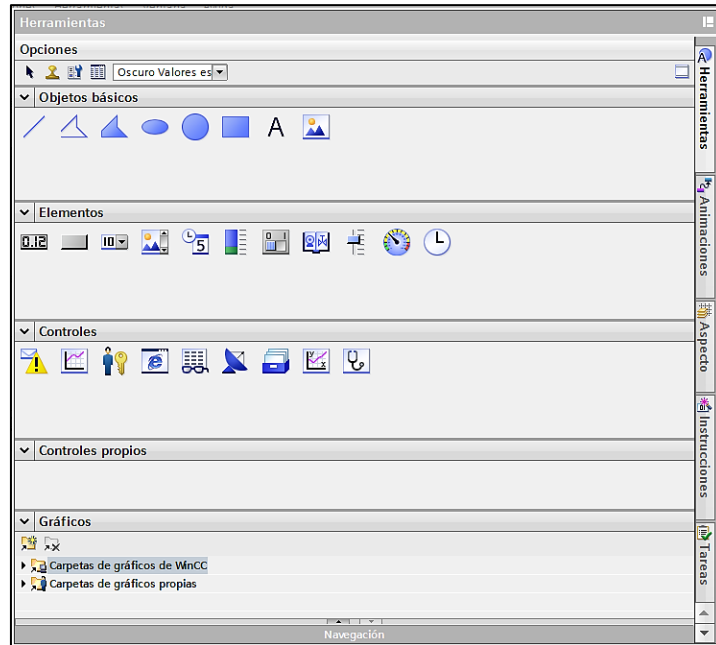 Herramientas
Opciones
Oscuro Valores es
Objetos básicos
A
Elementos
0.12
10
5
Controles
Controles propios
Gráficos
Carpetas de gráficos de WinCC
Carpetas de gráficos propias
Navegación
Herramientas
Animaciones
Aspecto
Instrucciones
Tareas